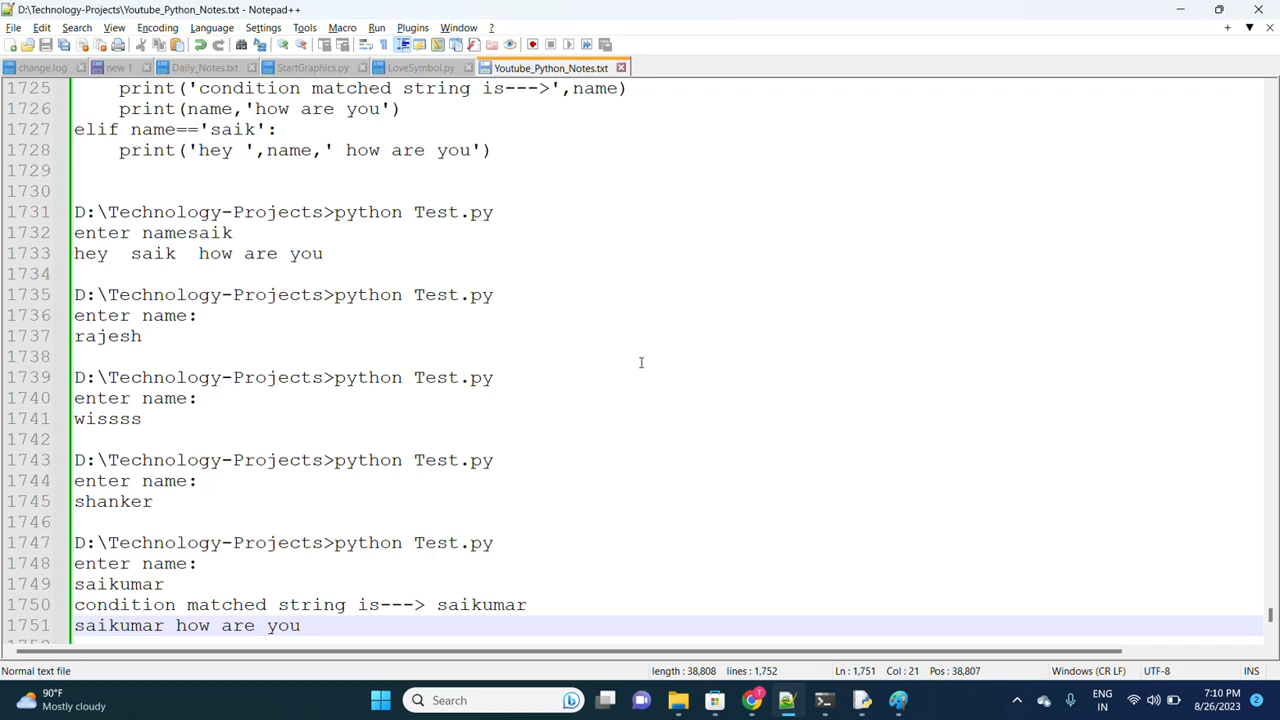 D:\Technology-Projects\Youtube_Python_Notes.txt - Notepad++
File Edit Search View Encoding Language Settings Tools Macro Run Plugins Window ?
change.log new 1 Daily_Notes.txt StartGraphics.py LoveSymbol.py Youtube_Python_Notes.txt
1725 print('condition matched string is--->',name)
1726 print(name,'how are you')
1727 elif name=='saik':
1728 print('hey ',name,' how are you')
1729
1730
1731 D:\Technology-Projects>python Test.py
1732 enter namesaik
1733 hey  saik  how are you
1734
1735 D:\Technology-Projects>python Test.py
1736 enter name:
1737 rajesh
1738
1739 D:\Technology-Projects>python Test.py
1740 enter name:
1741 wissss
1742
1743 D:\Technology-Projects>python Test.py
1744 enter name:
1745 shanker
1746
1747 D:\Technology-Projects>python Test.py
1748 enter name:
1749 saikumar
1750 condition matched string is---> saikumar
1751 saikumar how are you
Normal text file length : 38,808 lines : 1,752 Ln : 1,751 Col : 21 Pos : 38,807 Windows (CR LF) UTF-8 INS
90°F
Mostly cloudy
Search
ENG
IN
7:10 PM
8/26/2023
2